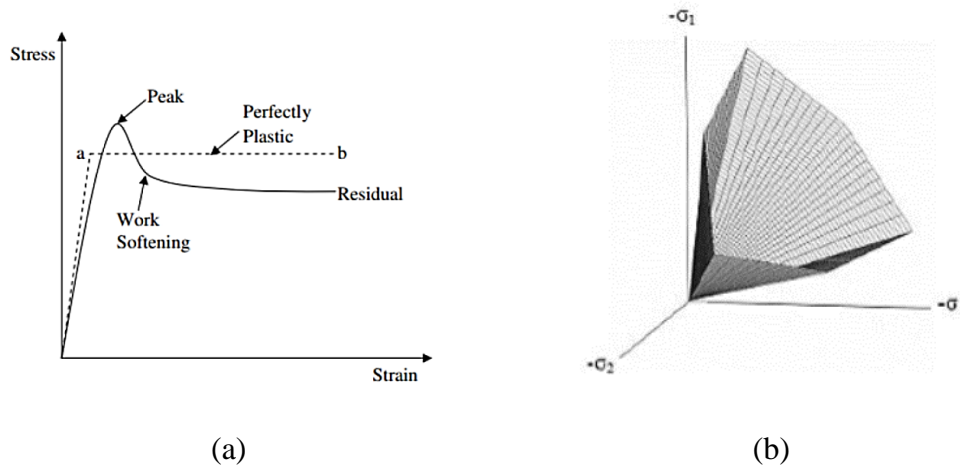 Stress
Peak
Perfectly
Plastic
a
b
Residual
Work
Softening
Strain
(a)
-σ1
-σ
-σ2
(b)